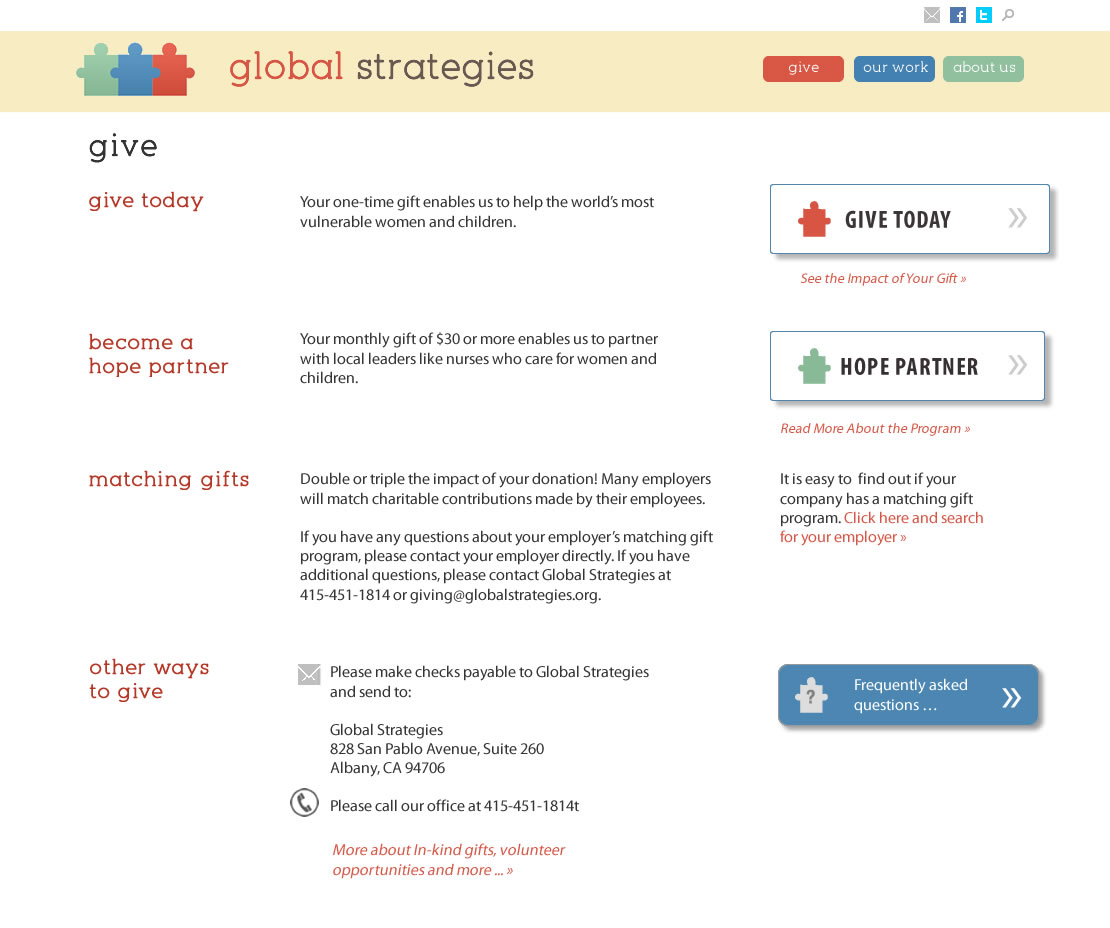 global strategies
give
our work
about us
give
give today
Your one-time gift enables us to help the world's most
vulnerable women and children.
GIVE TODAY
See the Impact of Your Gift »
become a
hope partner
Your monthly gift of $30 or more enables us to partner
with local leaders like nurses who care for women and
children.
HOPE PARTNER
Read More About the Program »
matching gifts
Double or triple the impact of your donation! Many employers
will match charitable contributions made by their employees.
If you have any questions about your employer's matching gift
program, please contact your employer directly. If you have
additional questions, please contact Global Strategies at
415-451-1814 or giving@globalstrategies.org.
It is easy to find out if your
company has a matching gift
program. Click here and search
for your employer »
other ways
to give
Please make checks payable to Global Strategies
and send to:
Global Strategies
828 San Pablo Avenue, Suite 260
Albany, CA 94706
Please call our office at 415-451-1814t
More about In-kind gifts, volunteer
opportunities and more ... »
?
Frequently asked
questions …